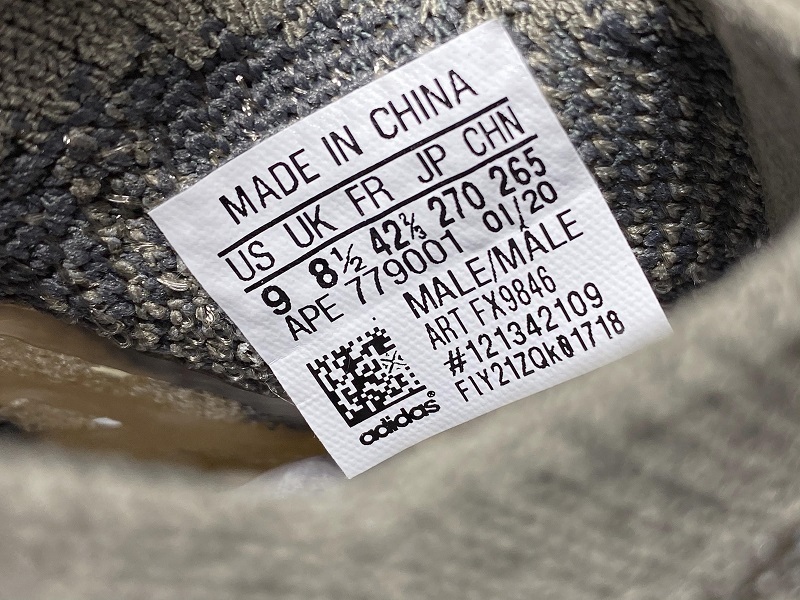 MADE IN CHINA
US UK FR JP CHN
9 8½ 42⅔ 270 265
APE 779001 01/20
MALE/MÂLE
ART FX9846
#121342109
F1Y21ZQK01718
adidas®